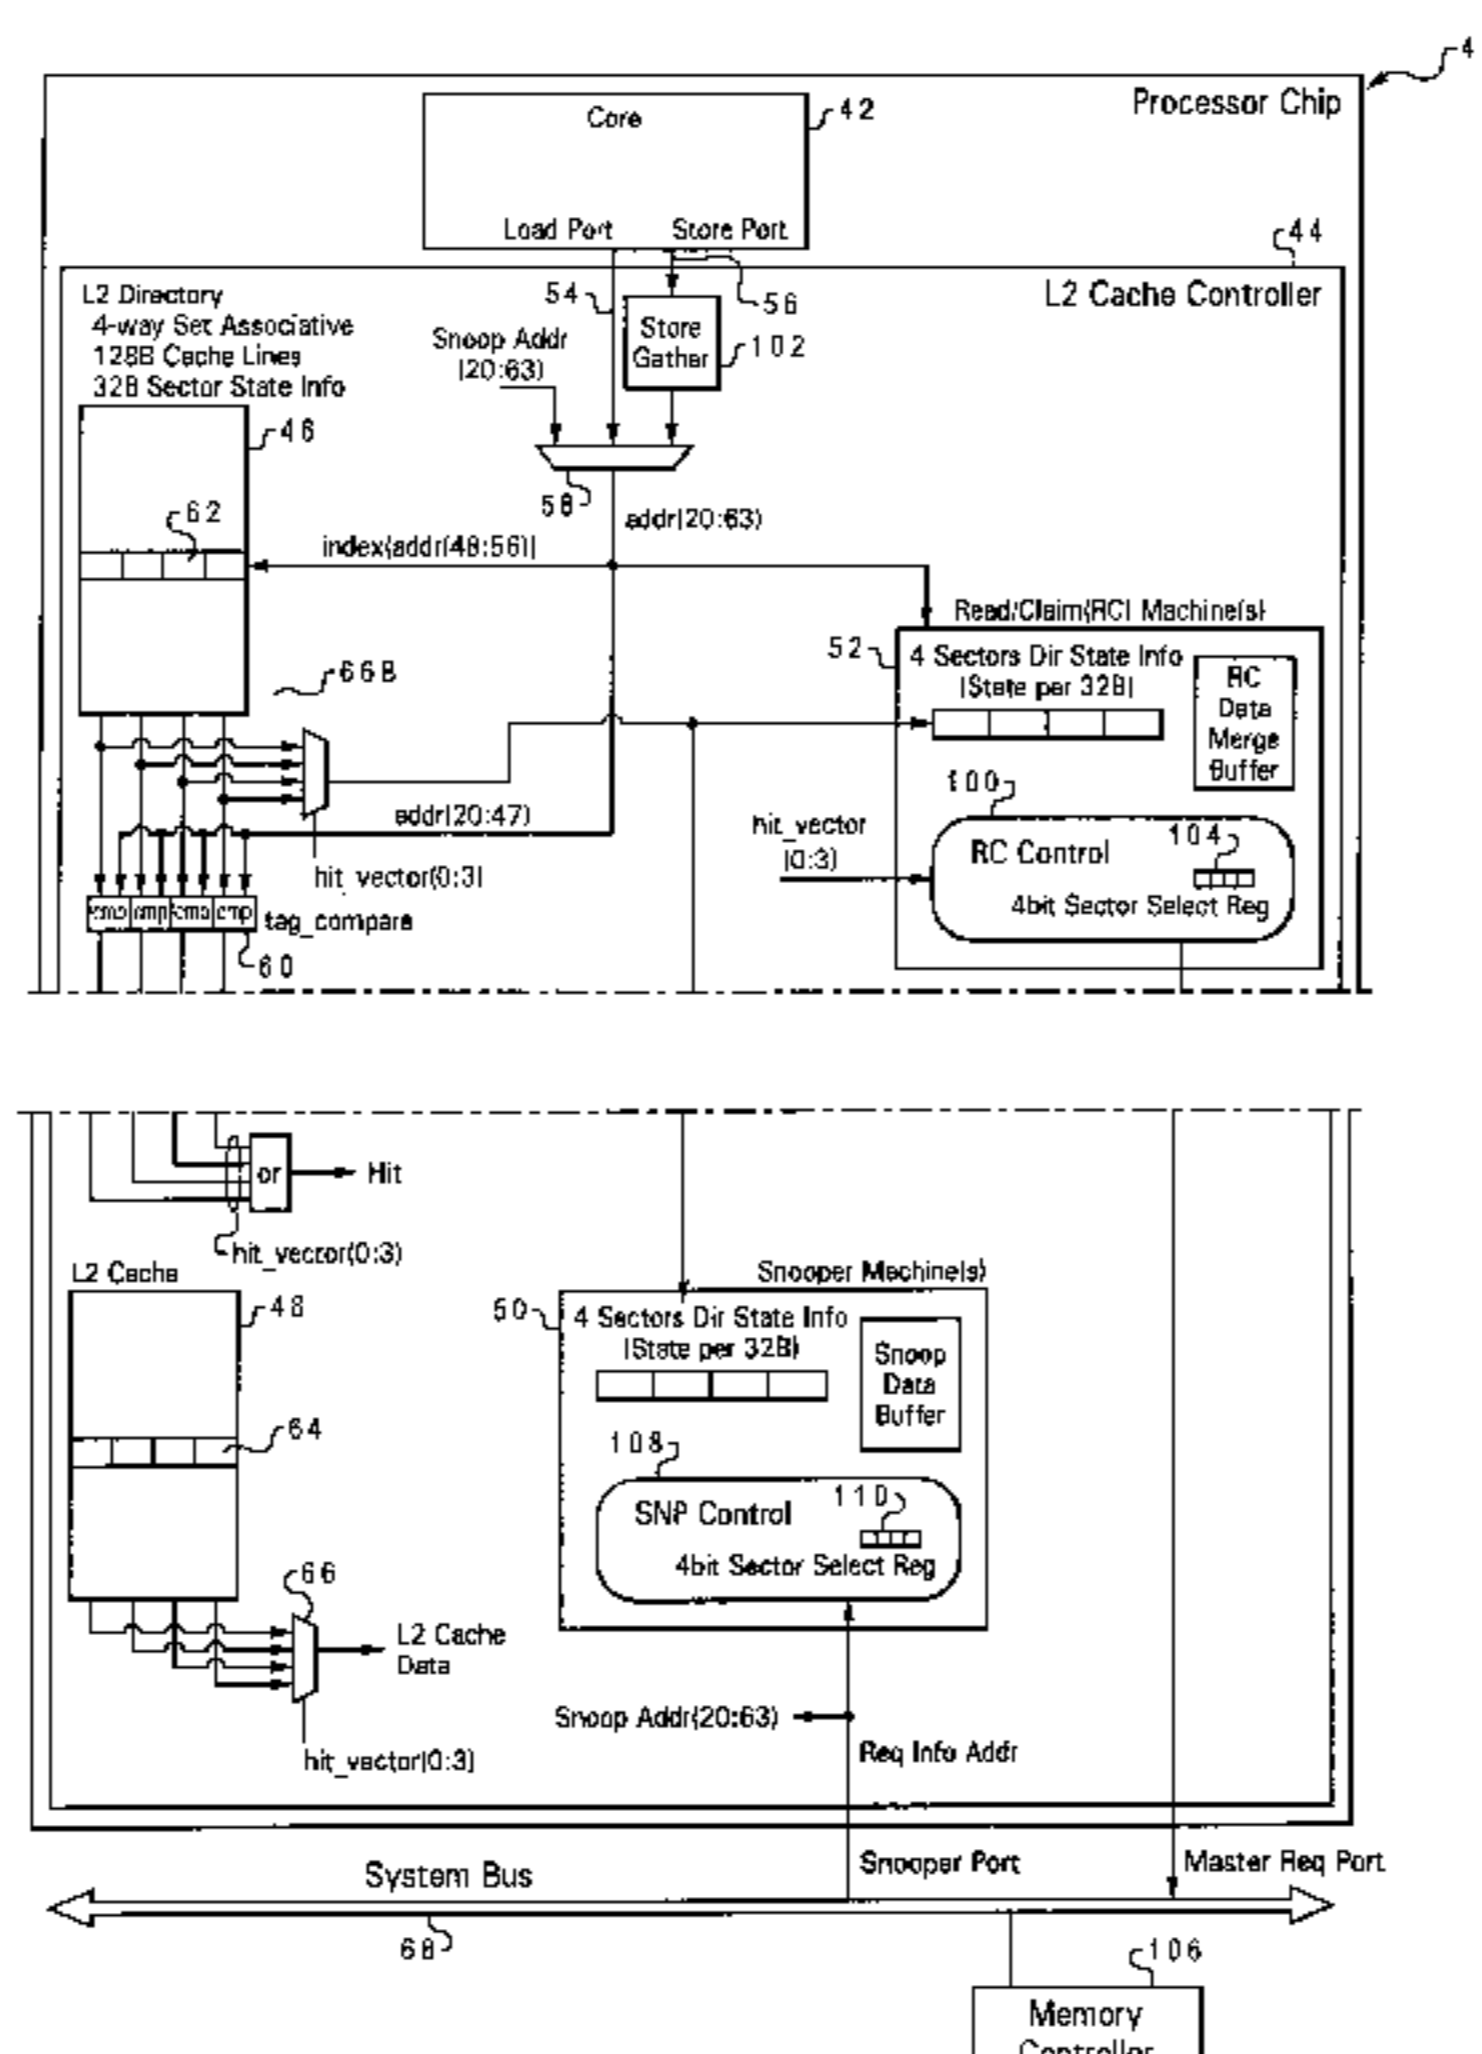 4
Processor Chip
Core
42
Load Port
Store Port
44
L2 Cache Controller
L2 Directory
4-way Set Associative
128B Cache Lines
32B Sector State Info
54
56
Snoop Addr
(20:63)
Store
Gather
102
46
58
addr(20:63)
62
index(addr(48:56))
Read/Claim(RC) Machine(s)
52
4 Sectors Dir State Info
(State per 32B)
RC
Data
Merge
Buffer
66B
100
addr(20:47)
hit_vector
(0:3)
RC Control
104
4bit Sector Select Reg
hit_vector(0:3)
cmp cmp cmp cmp
tag_compare
60
or
Hit
hit_vector(0:3)
L2 Cache
48
Snooper Machine(s)
50
4 Sectors Dir State Info
(State per 32B)
Snoop
Data
Buffer
64
108
SNP Control
110
4bit Sector Select Reg
66
L2 Cache
Data
hit_vector(0:3)
Snoop Addr(20:63)
Req Info Addr
Snooper Port
Master Req Port
System Bus
68
106
Memory
Controller